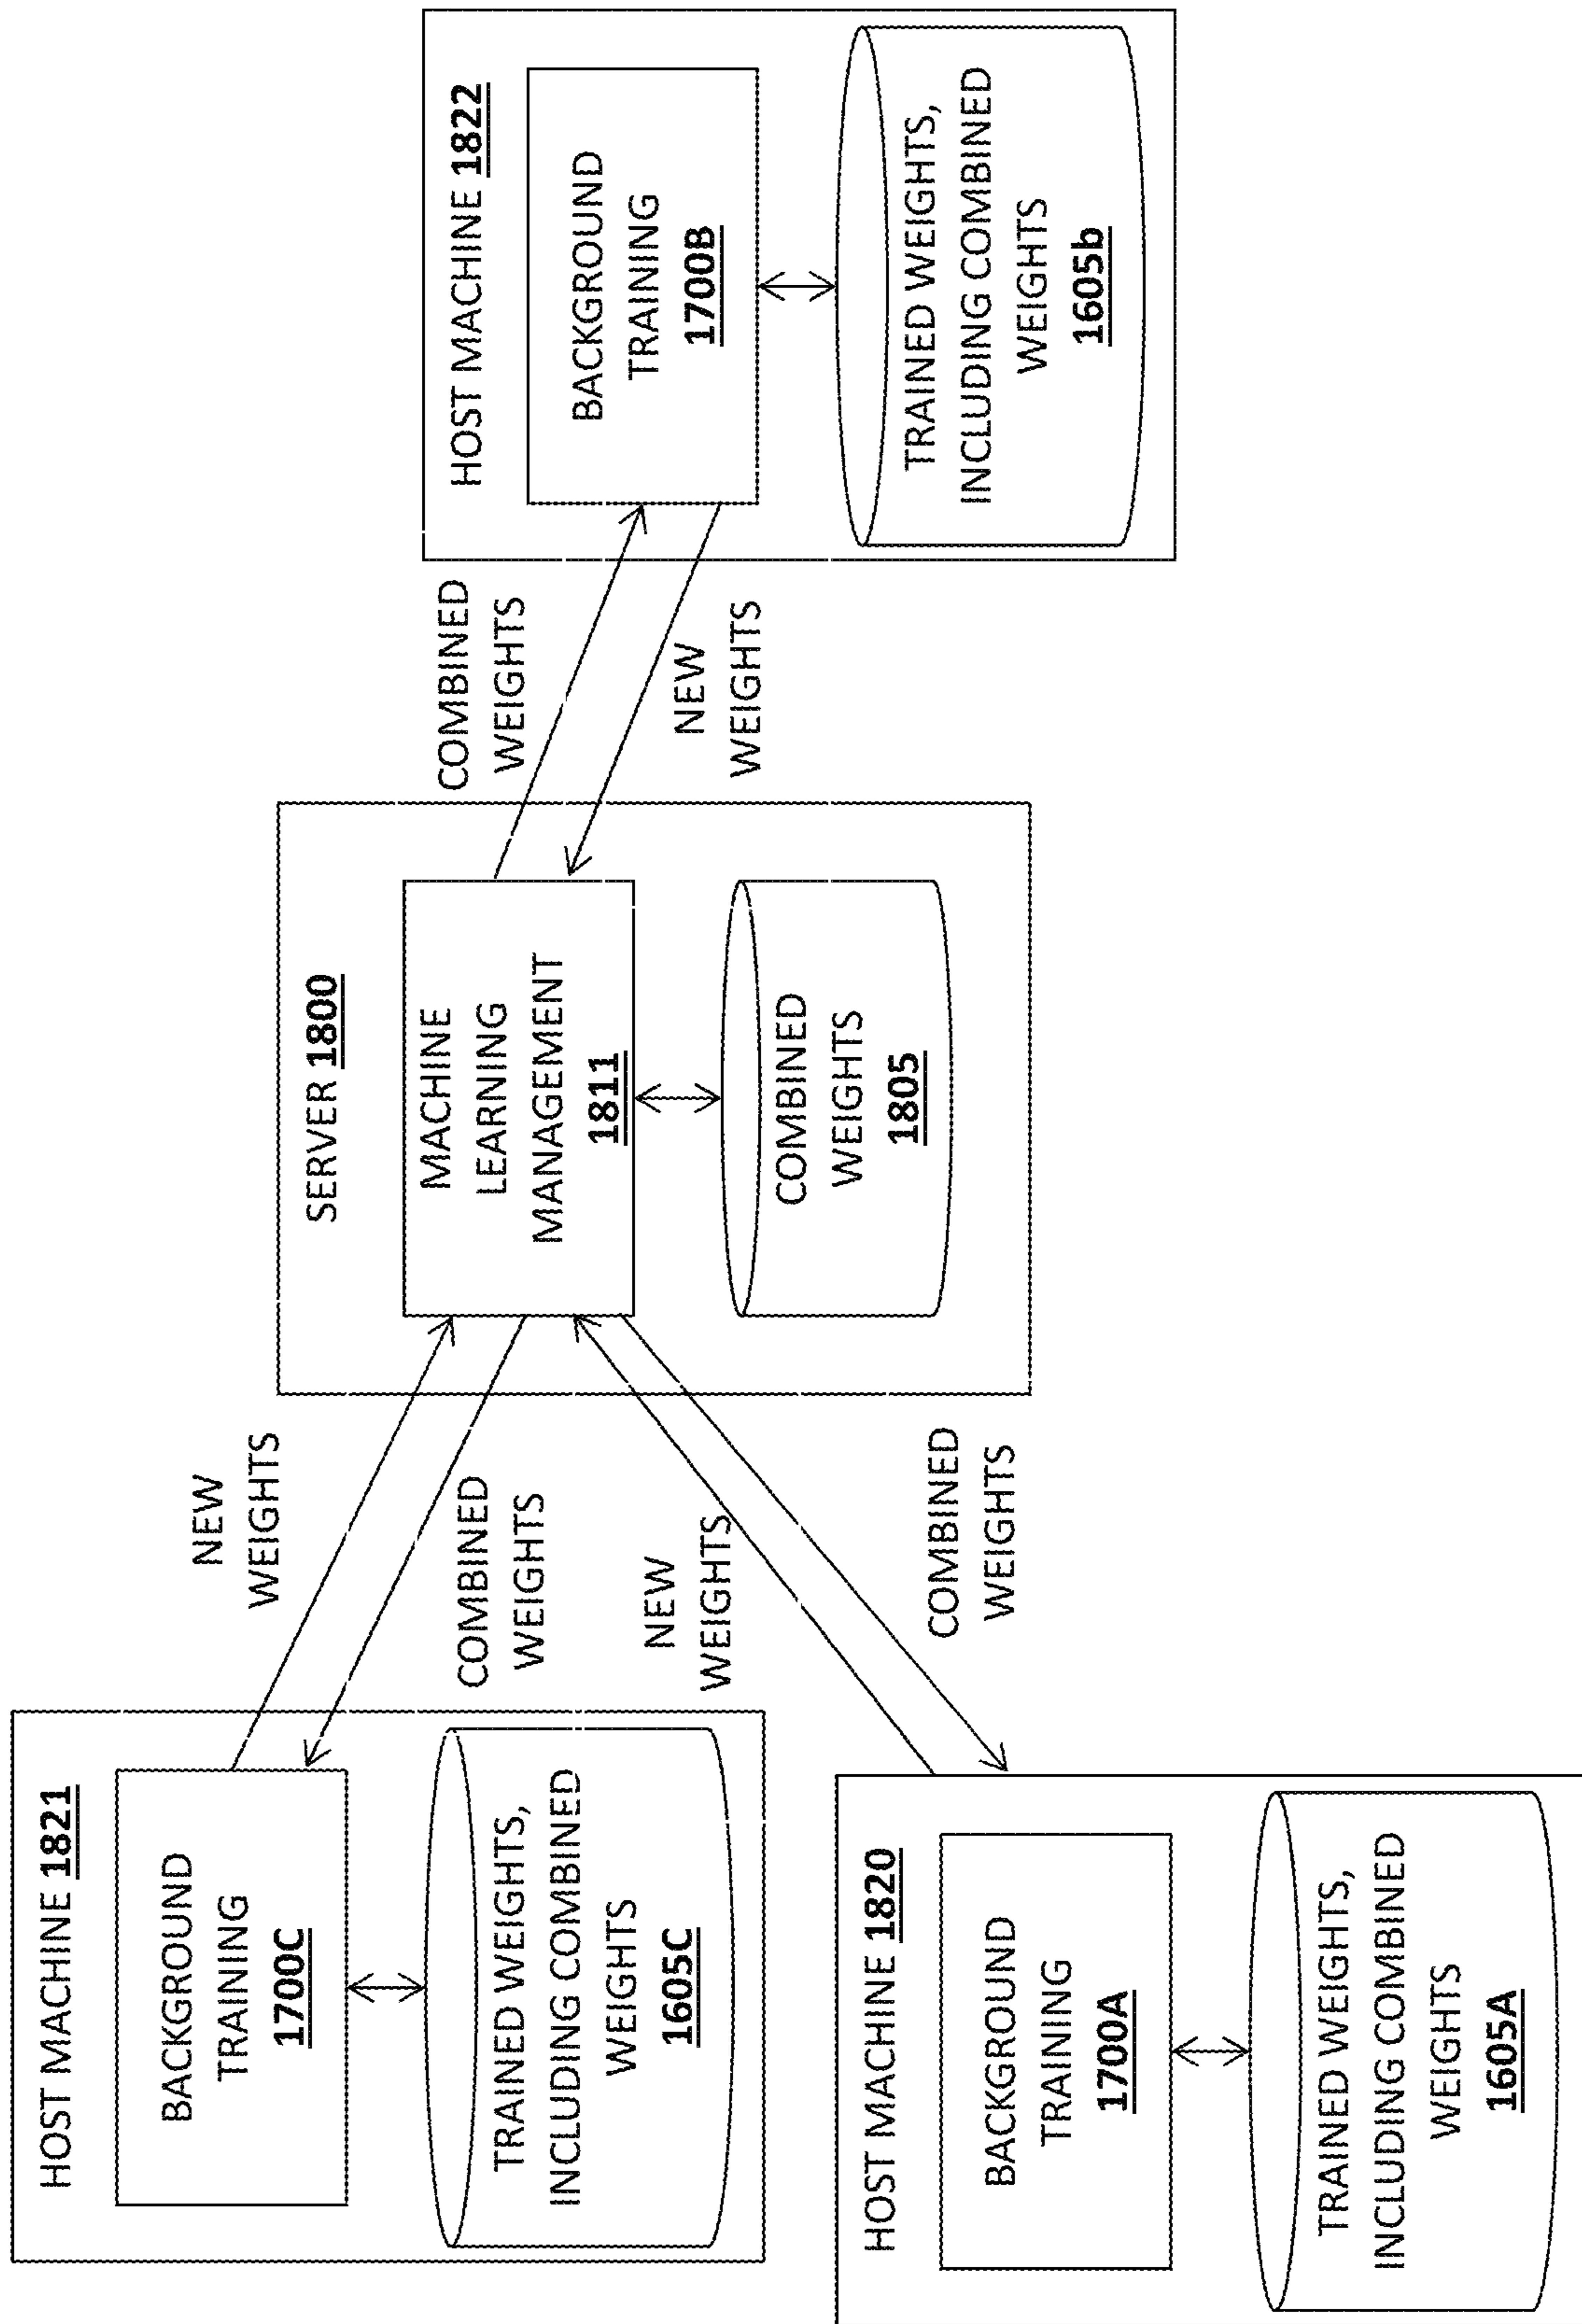 HOST MACHINE 1821
BACKGROUND
TRAINING
1700C
TRAINED WEIGHTS,
INCLUDING COMBINED
WEIGHTS
1605C
NEW
WEIGHTS
COMBINED
WEIGHTS
HOST MACHINE 1820
BACKGROUND
TRAINING
1700A
TRAINED WEIGHTS,
INCLUDING COMBINED
WEIGHTS
1605A
NEW
WEIGHTS
COMBINED
WEIGHTS
SERVER 1800
MACHINE
LEARNING
MANAGEMENT
1811
COMBINED
WEIGHTS
1805
COMBINED
WEIGHTS
NEW
WEIGHTS
HOST MACHINE 1822
BACKGROUND
TRAINING
1700B
TRAINED WEIGHTS,
INCLUDING COMBINED
WEIGHTS
1605b